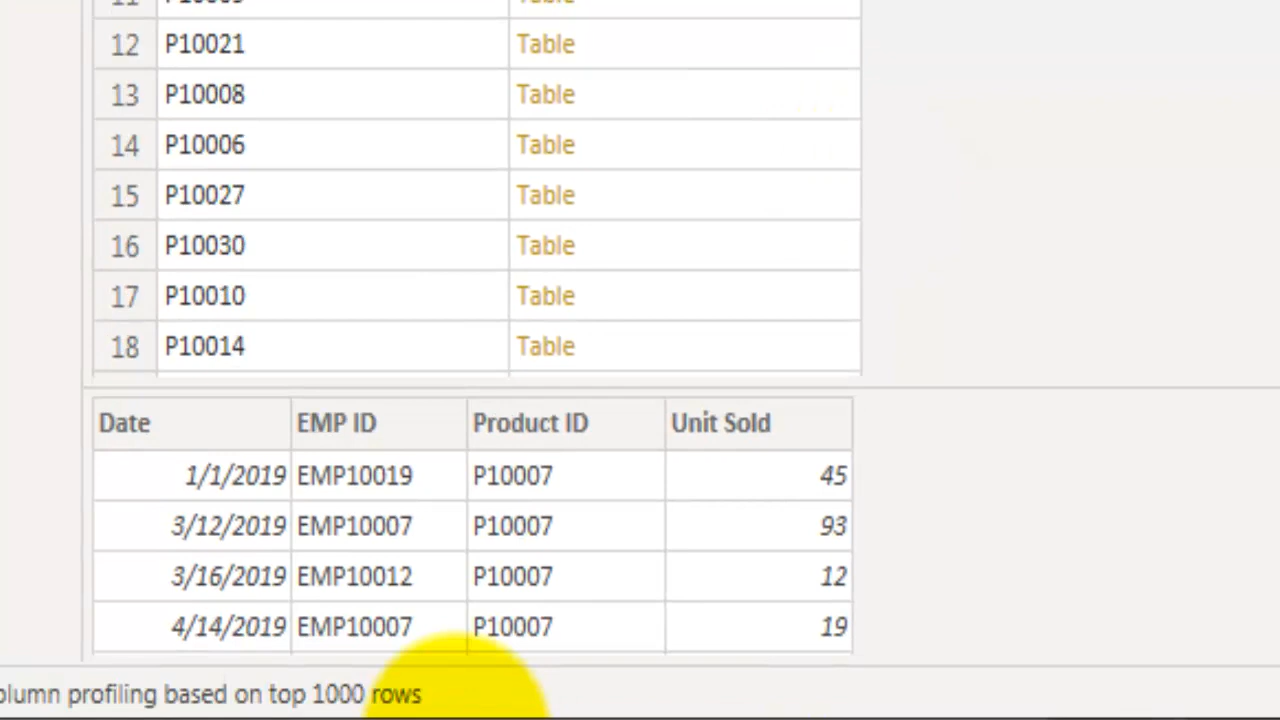 12 P10021 Table
13 P10008 Table
14 P10006 Table
15 P10027 Table
16 P10030 Table
17 P10010 Table
18 P10014 Table
Date EMP ID Product ID Unit Sold
1/1/2019 EMP10019 P10007 45
3/12/2019 EMP10007 P10007 93
3/16/2019 EMP10012 P10007 12
4/14/2019 EMP10007 P10007 19
olumn profiling based on top 1000 rows